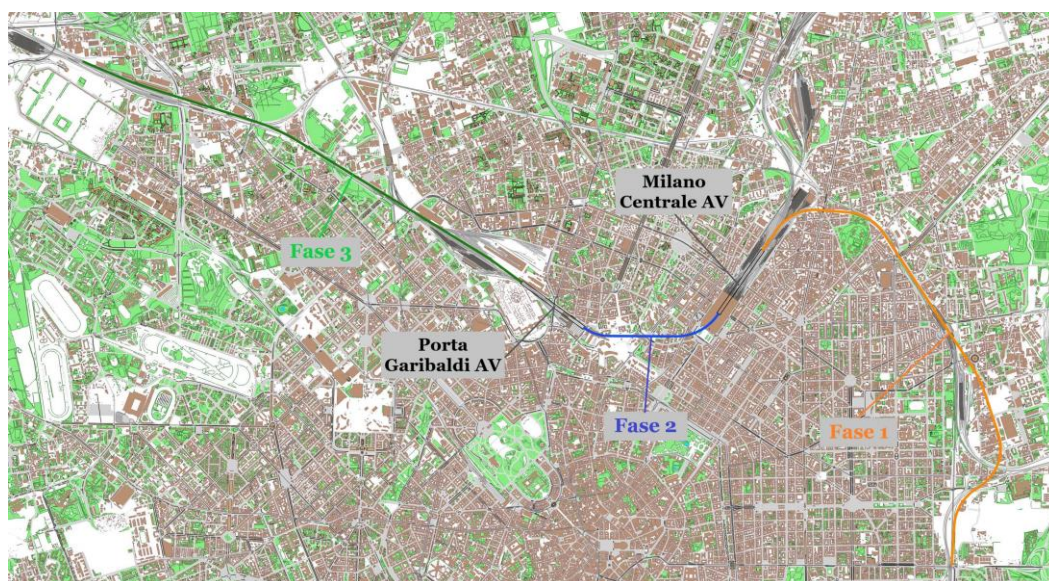 Milano
Centrale AV
Fase 3
Porta
Garibaldi AV
Fase 2
Fase 1